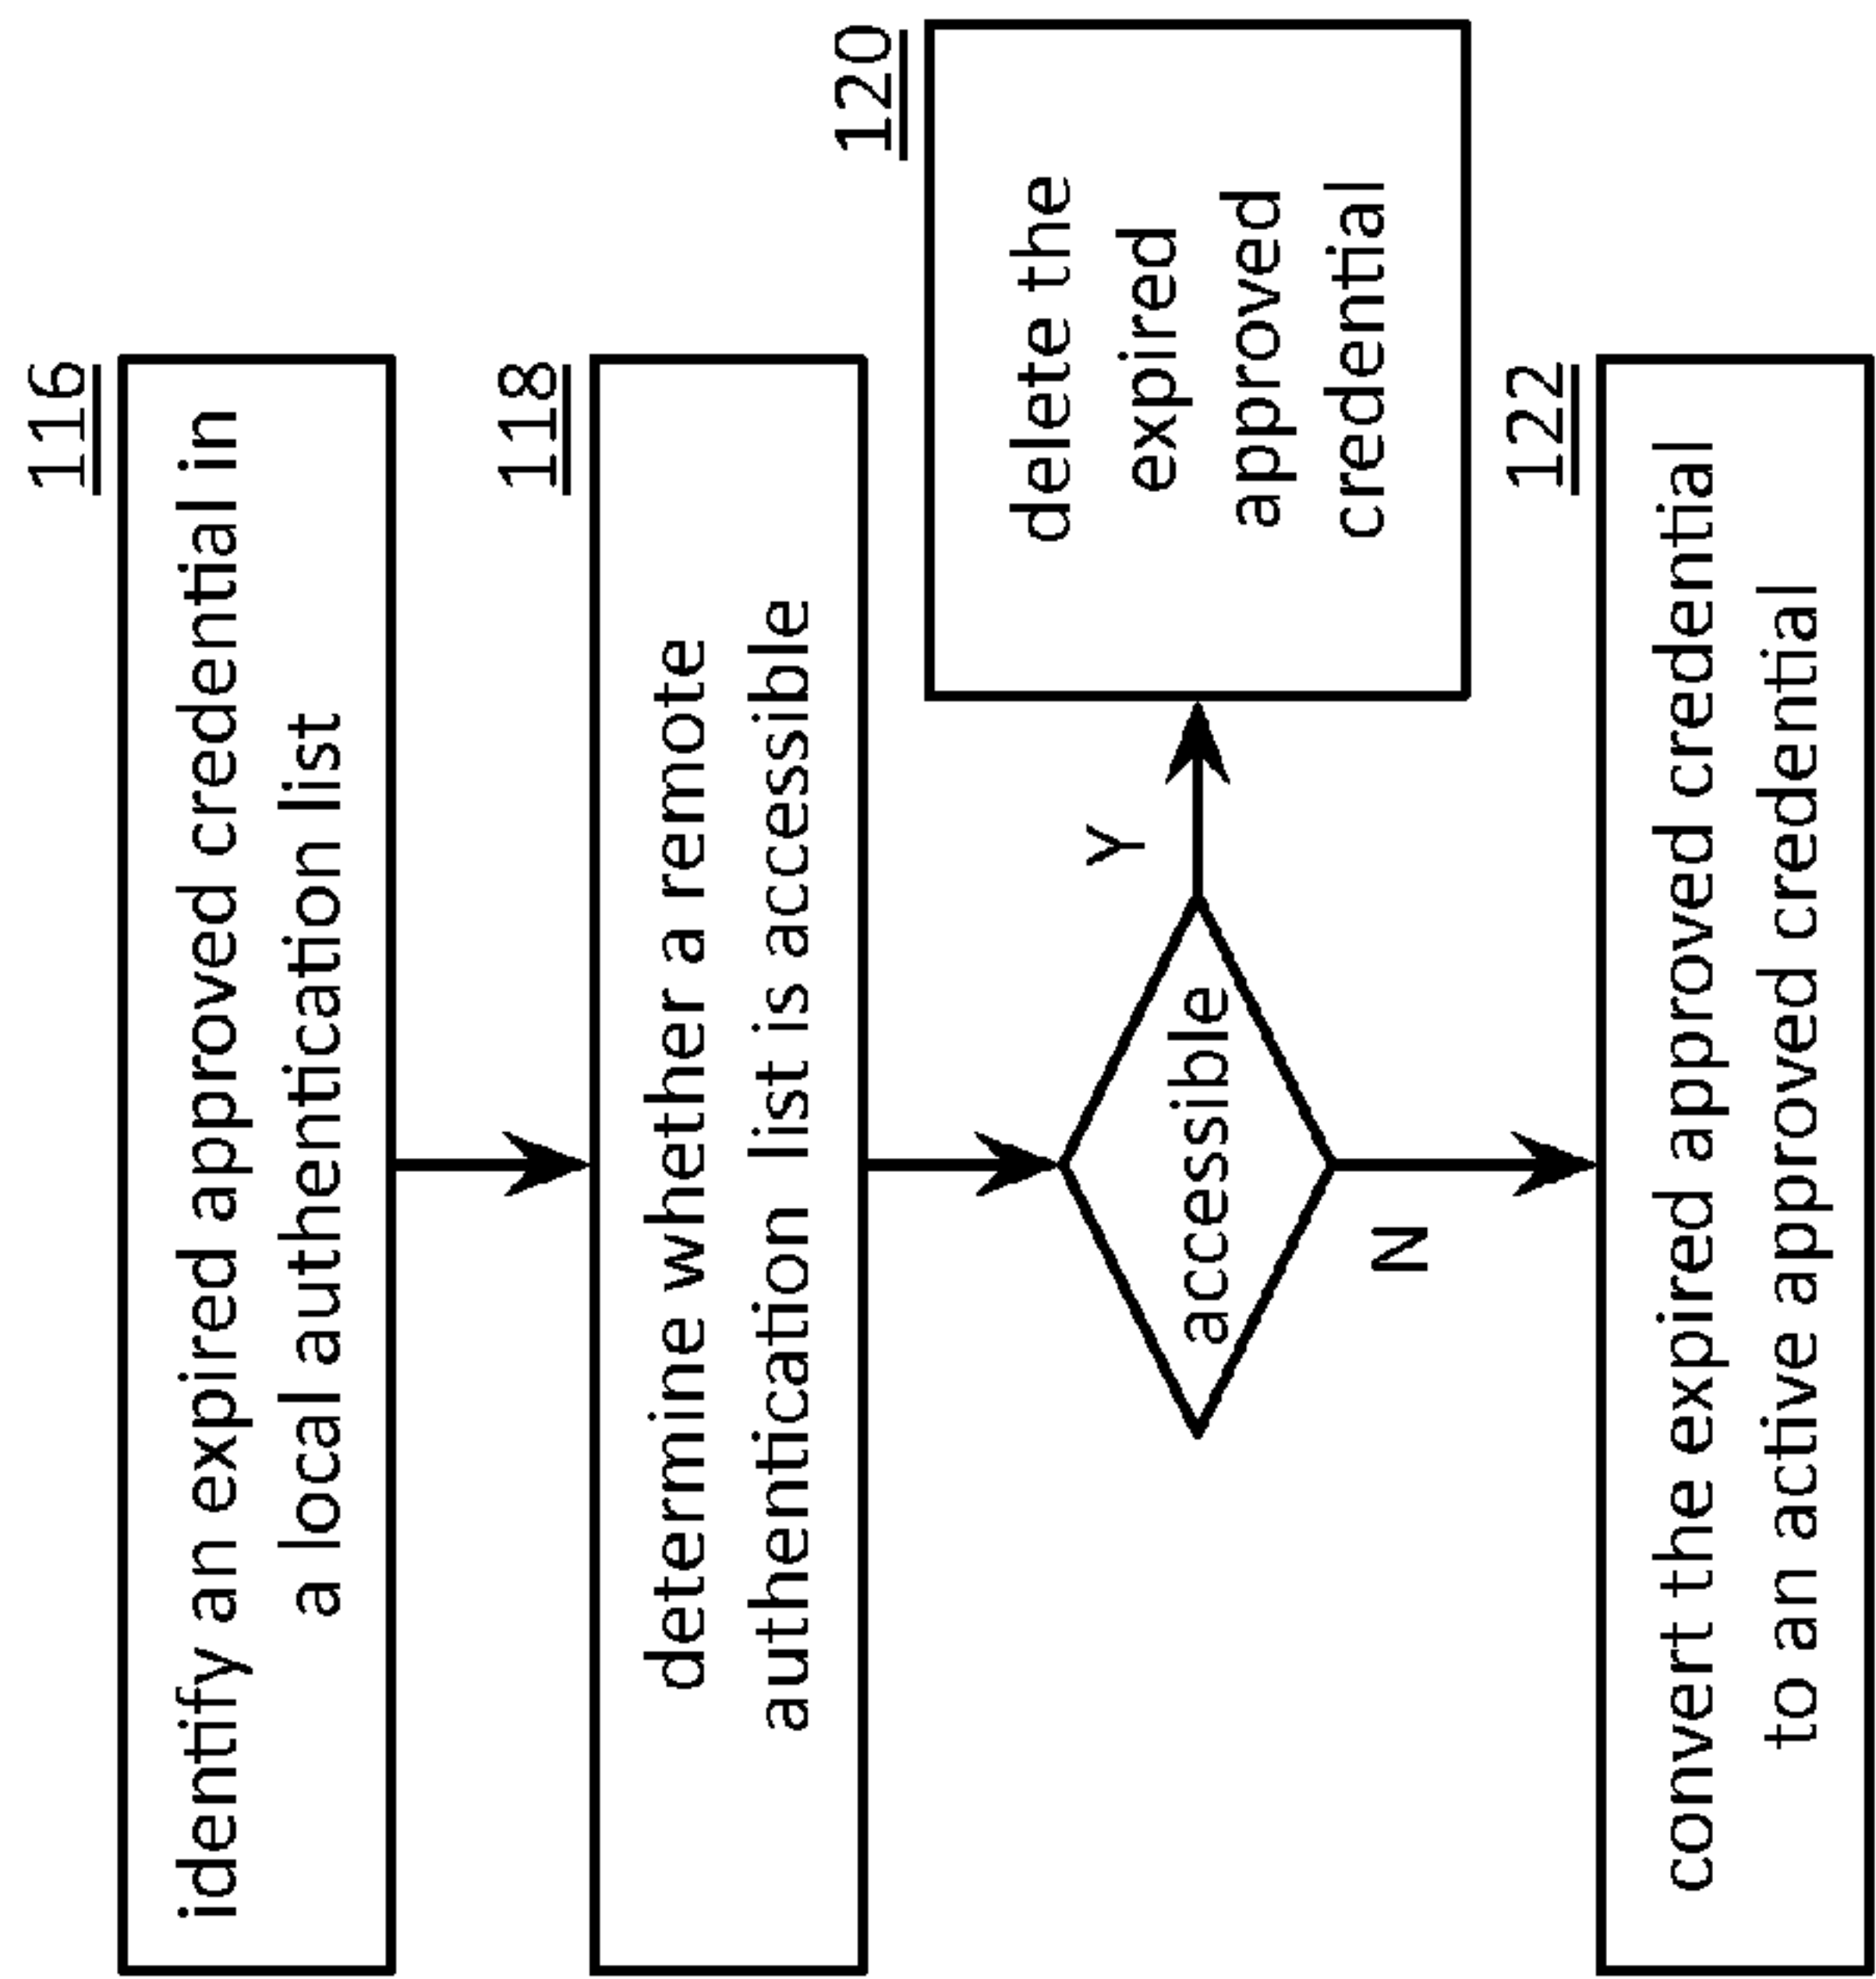 116
identify an expired approved credential in
a local authentication list
118
determine whether a remote
authentication list is accessible
accessible
Y
120
delete the
expired
approved
credential
N
122
convert the expired approved credential
to an active approved credential